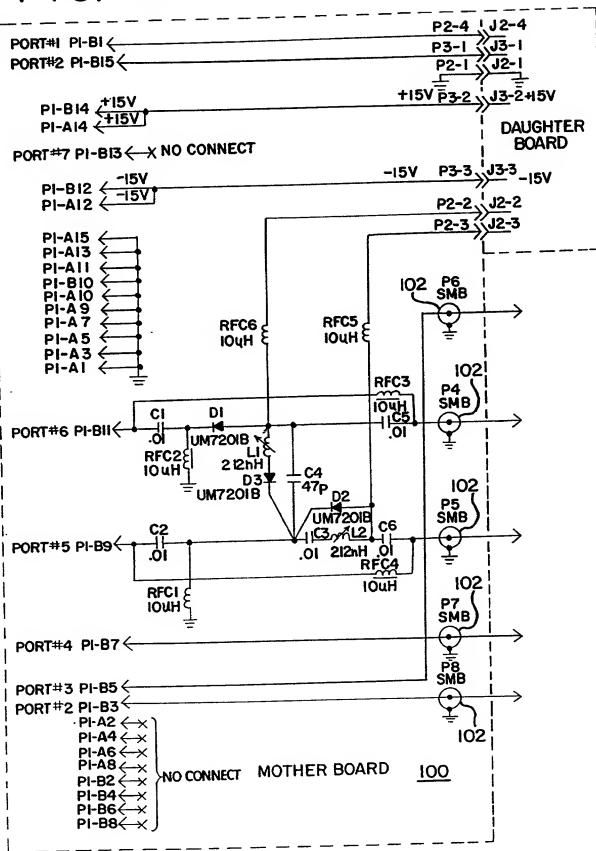 PORT#1 P1-B1 P2-4 J2-4
PORT#2 P1-B15 P3-1 J3-1
P2-1 J2-1
P1-B14 +15V +15V P3-2 J3-2+15V
P1-A14 +15V
DAUGHTER
BOARD
PORT#7 P1-B13 NO CONNECT
P1-B12 -15V -15V P3-3 J3-3 -15V
P1-A12 -15V
P2-2 J2-2
P2-3 J2-3
P1-A15
P1-A13
P1-A11
P1-B10
P1-A10
P1-A9
P1-A7
P1-A5
P1-A3
P1-A1
102 P6
SMB
RFC6
10uH
RFC5
10uH
RFC3
10uH
102
P4
SMB
PORT#6 P1-B11 C1
.01
D1
UM7201B
C5
.01
RFC2
10uH
L1
212nH
D3
UM7201B
C4
47P
D2
UM7201B
102
P5
SMB
PORT#5 P1-B9 C2
.01
C3
.01
L2
212nH
C6
.01
RFC4
10uH
RFC1
10uH
102
P7
SMB
PORT#4 P1-B7
P8
SMB
PORT#3 P1-B5
PORT#2 P1-B3
102
P1-A2
P1-A4
P1-A6
P1-A8
P1-B2
P1-B4
P1-B6
P1-B8
NO CONNECT MOTHER BOARD 100